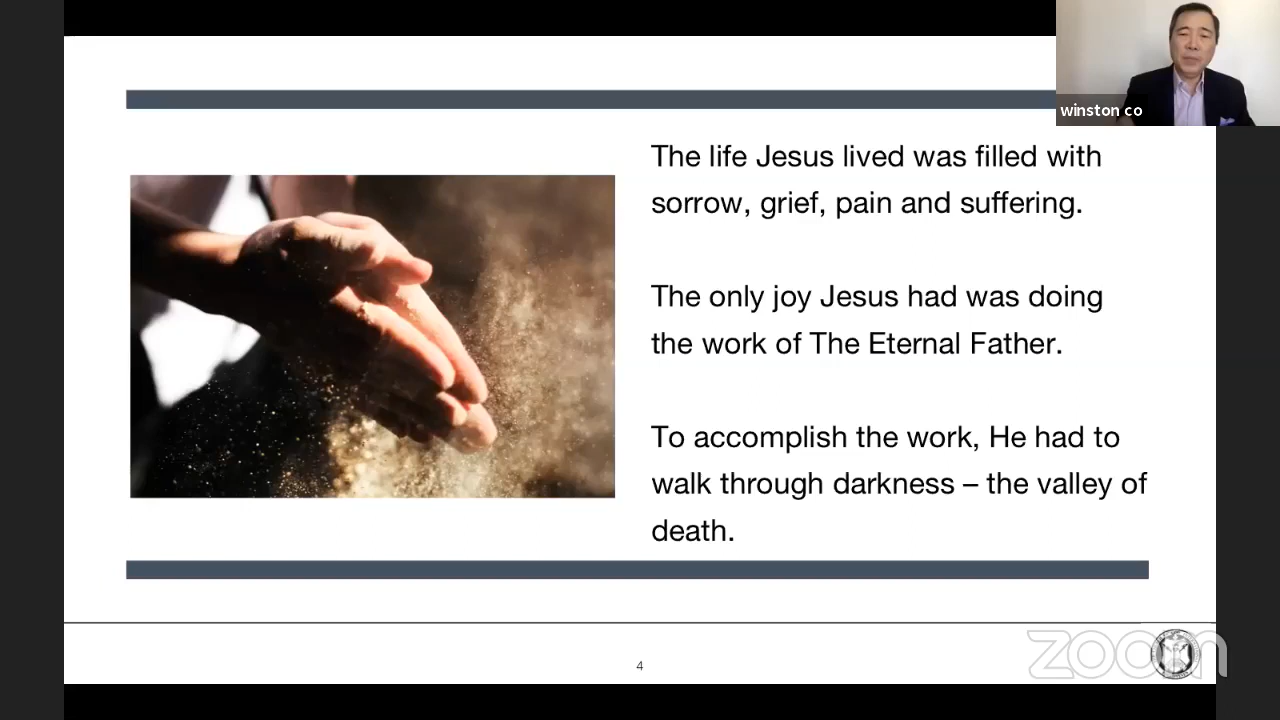 winston co
The life Jesus lived was filled with
sorrow, grief, pain and suffering.
The only joy Jesus had was doing
the work of The Eternal Father.
To accomplish the work, He had to
walk through darkness – the valley of
death.
4
zoom